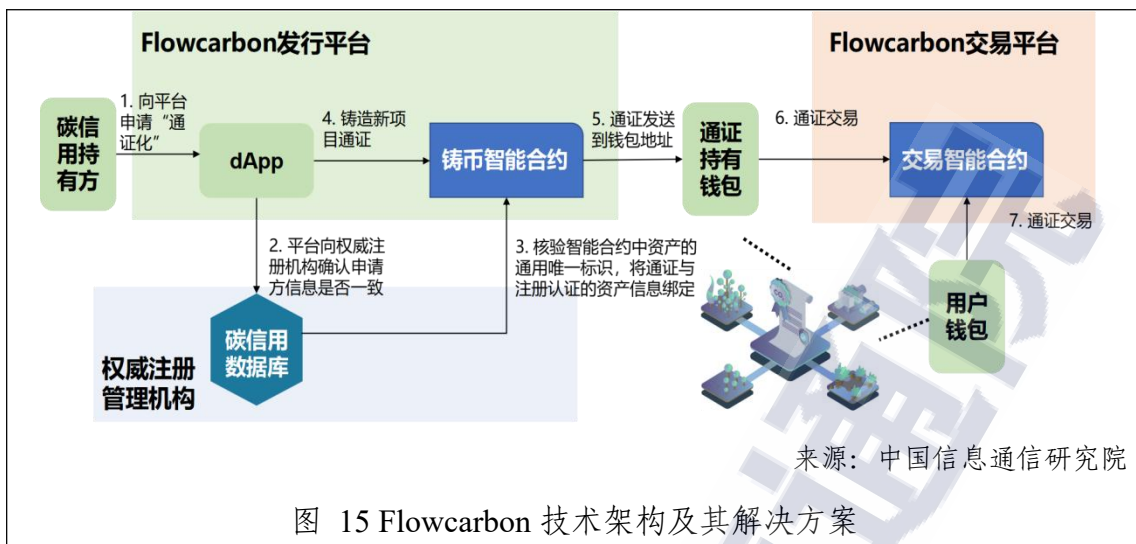 Flowcarbon发行平台
Flowcarbon交易平台
碳信
用持
有方
1. 向平台
申请“通
证化”
dApp
4. 铸造新项
目通证
铸币智能合约
5. 通证发送
到钱包地址
通证
持有
钱包
6. 通证交易
交易智能合约
7. 通证交易
2. 平台向权威注
册机构确认申请
方信息是否一致
3. 核验智能合约中资产的
通用唯一标识，将通证与
注册认证的资产信息绑定
用户
钱包
碳信用
数据库
权威注册
管理机构
来源：中国信息通信研究院
图 15 Flowcarbon 技术架构及其解决方案